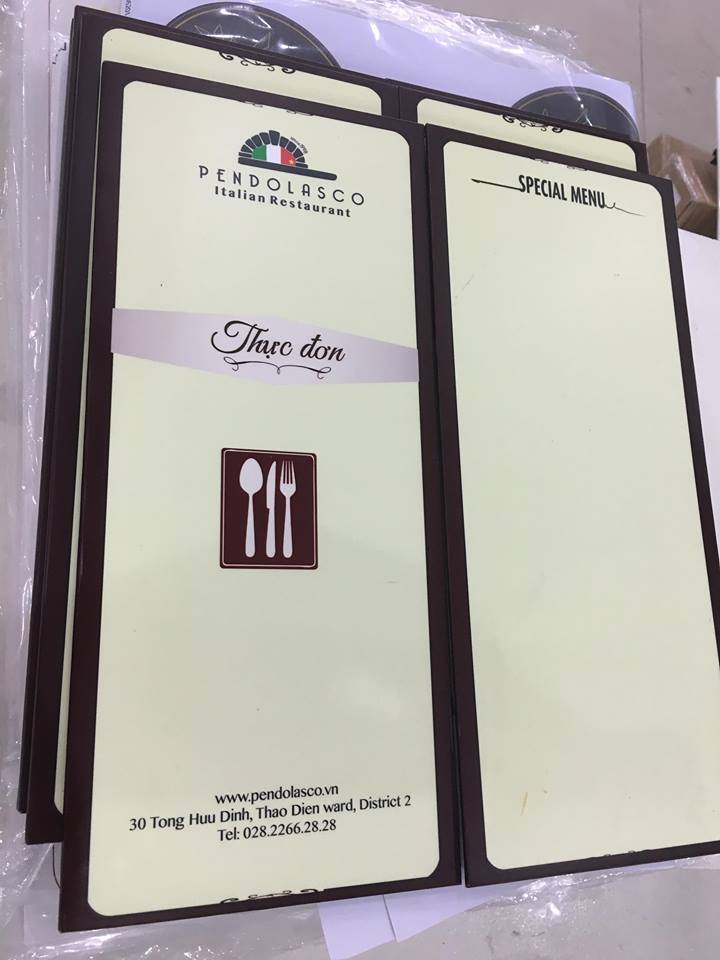 PENDOLASCO
Italian Restaurant
Thực đơn
www.pendolasco.vn
30 Tong Huu Dinh, Thao Dien ward, District 2
Tel: 028.2266.28.28
SPECIAL MENU